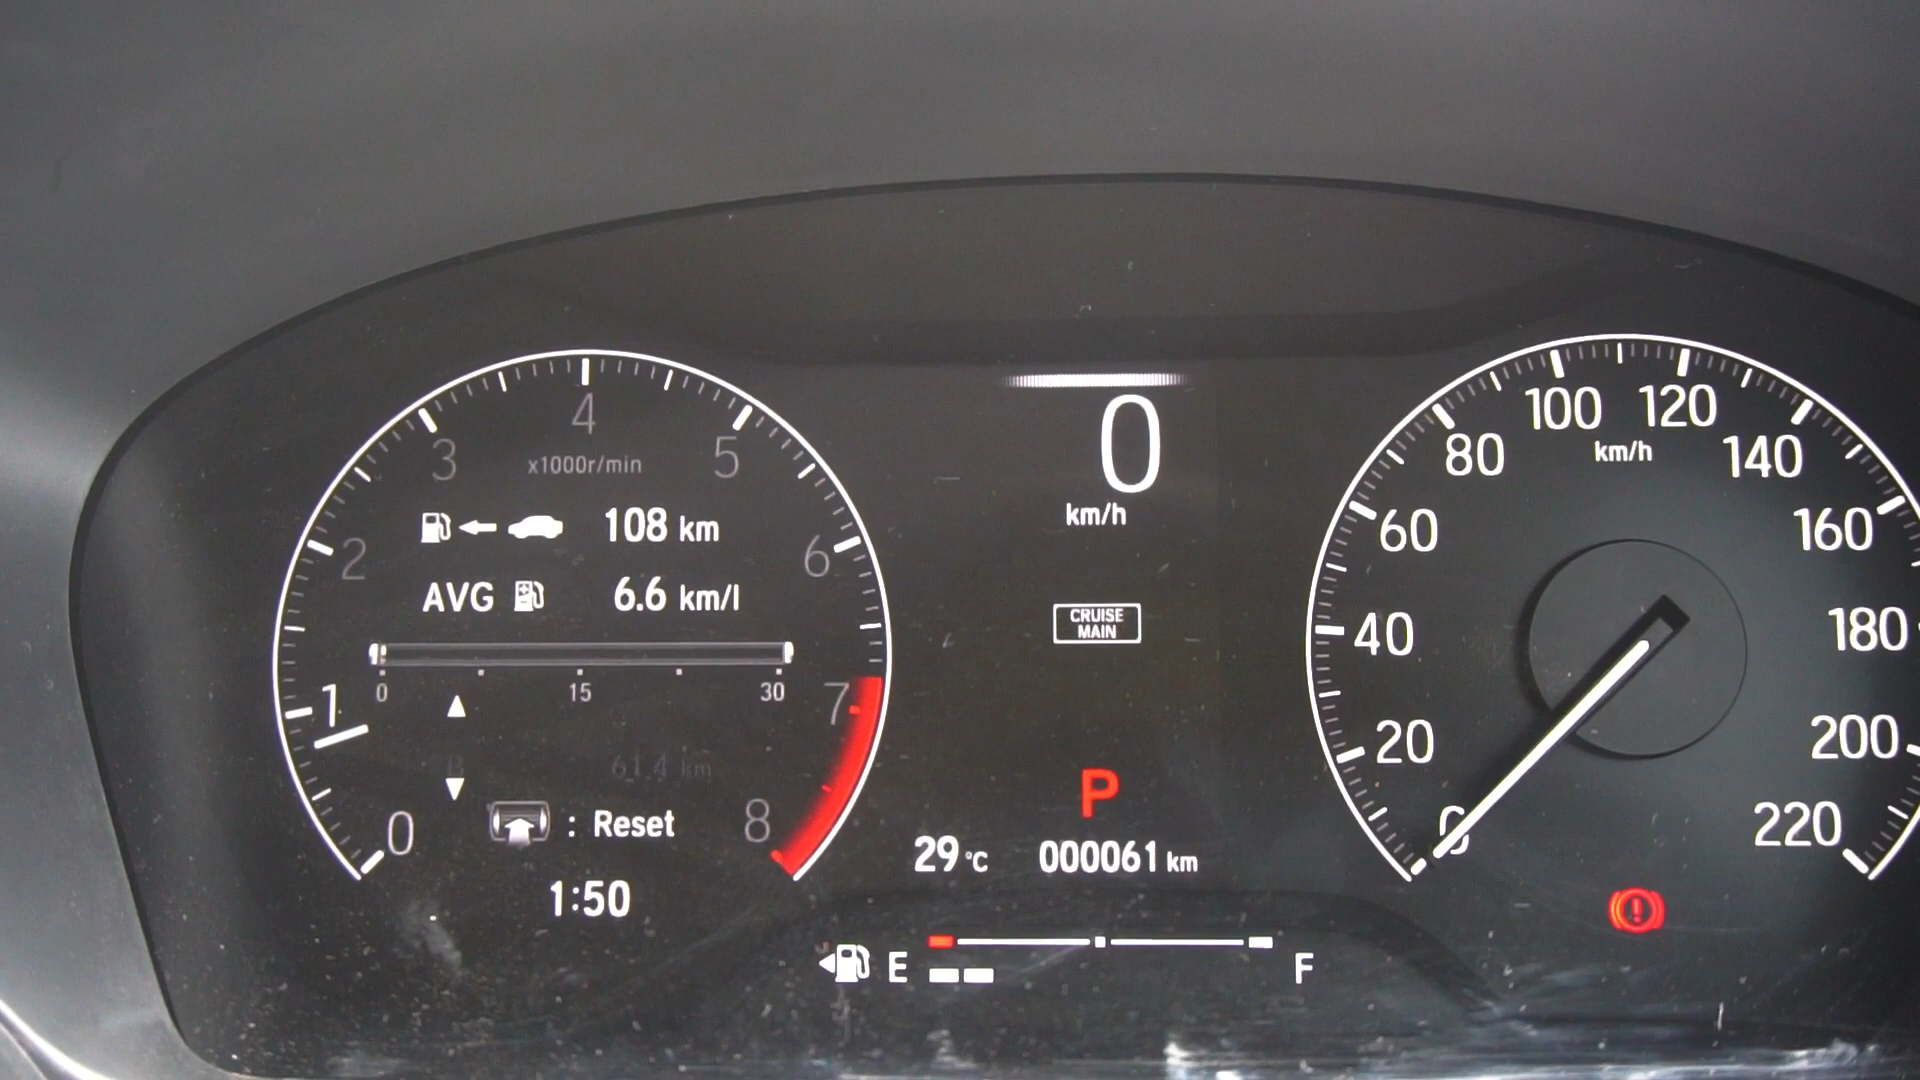 4
3
5
x1000r/min
108 km
2
6
AVG 6.6 km/l
0 15 30
1
7
61.4 km
0
8
: Reset
1:50
0
km/h
CRUISE
MAIN
P
29 °C 000061 km
E F
100 120
80 140
km/h
60 160
40 180
20 200
0 220